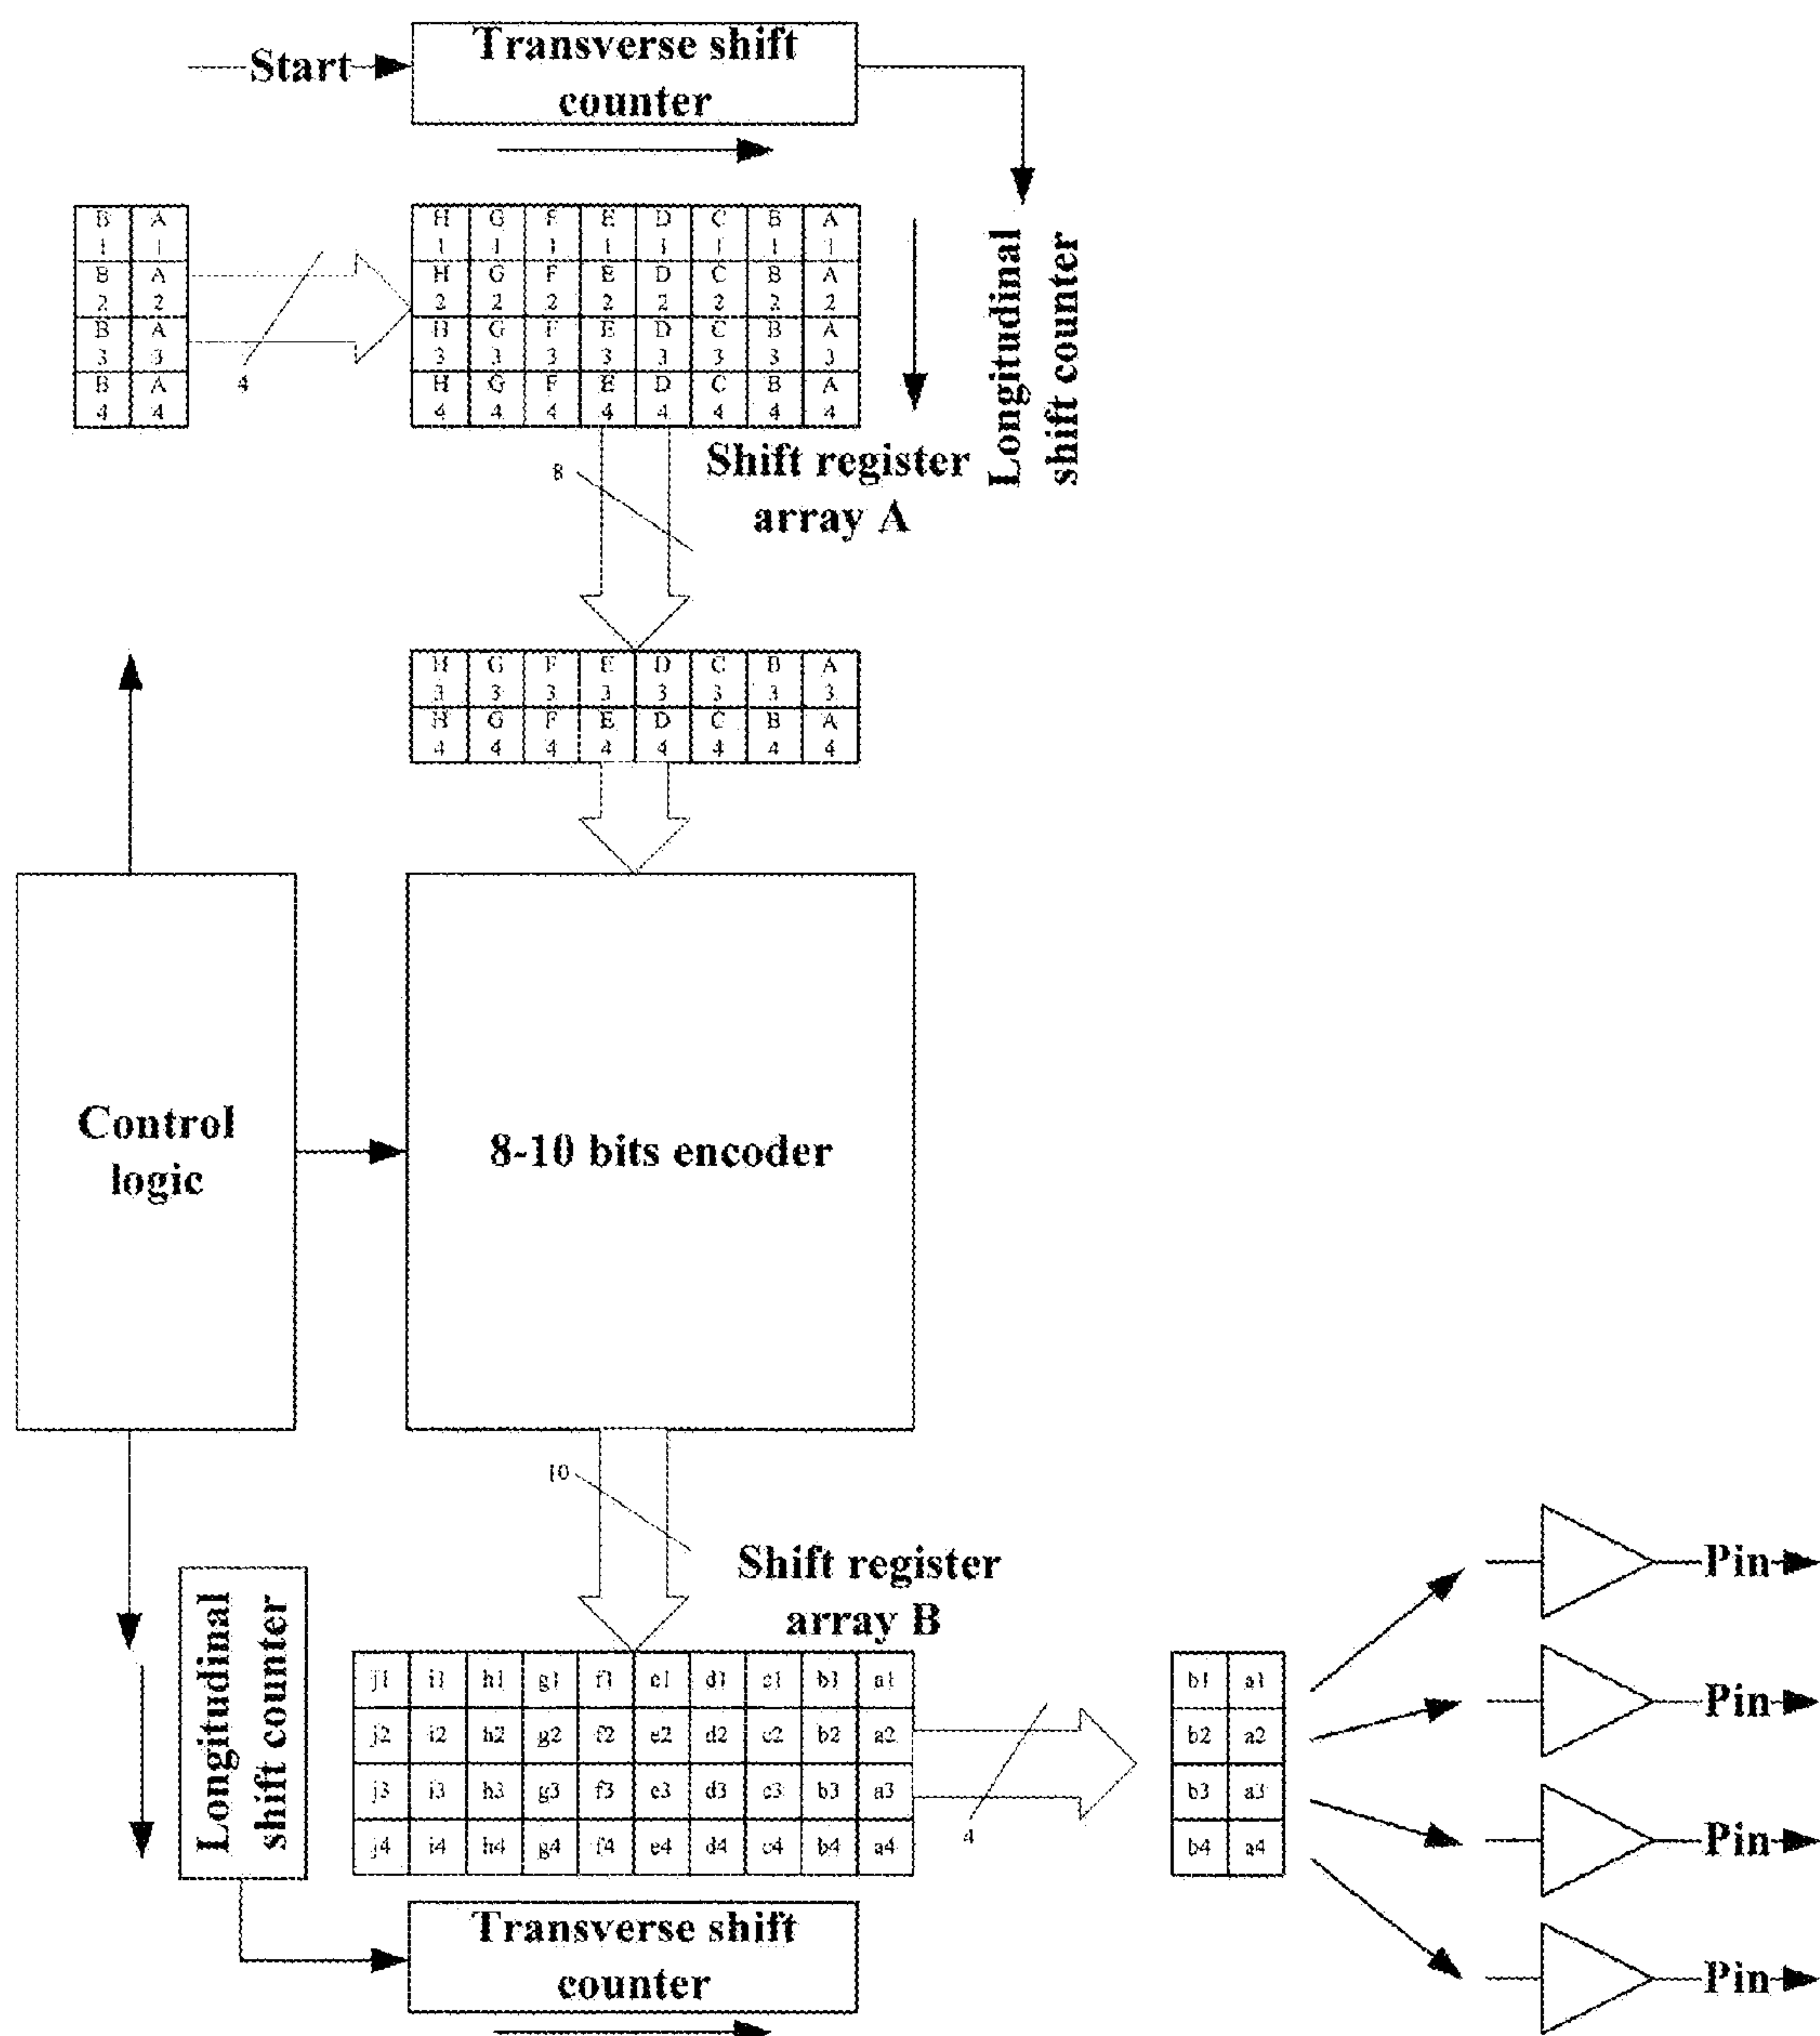 Start
Transverse shift
counter
B1 A1
B2 A2
B3 A3
B4 A4
4
H1 G1 F1 E1 D1 C1 B1 A1
H2 G2 F2 E2 D2 C2 B2 A2
H3 G3 F3 E3 D3 C3 B3 A3
H4 G4 F4 E4 D4 C4 B4 A4
Longitudinal
shift counter
Shift register
array A
8
H3 G3 F3 E3 D3 C3 B3 A3
H4 G4 F4 E4 D4 C4 B4 A4
Control
logic
8-10 bits encoder
10
Shift register
array B
Longitudinal
shift counter
j1 i1 h1 g1 f1 e1 d1 c1 b1 a1
j2 i2 h2 g2 f2 e2 d2 c2 b2 a2
j3 i3 h3 g3 f3 e3 d3 c3 b3 a3
j4 i4 h4 g4 f4 e4 d4 c4 b4 a4
4
b1 a1
b2 a2
b3 a3
b4 a4
Pin
Pin
Pin
Pin
Transverse shift
counter